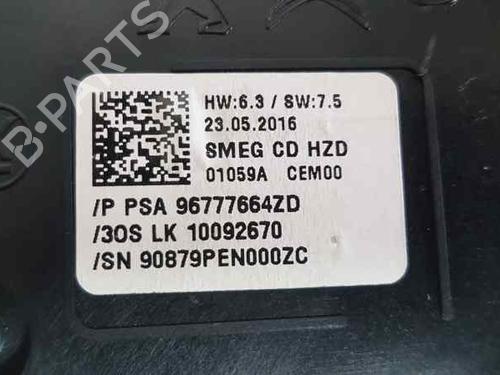 B-PARTS
HW:6.3 / SW:7.5
23.05.2016
SMEG CD HZD
01059A CEM00
/P PSA 96777664ZD
/3OS LK 10092670
/SN 90879PEN000ZC